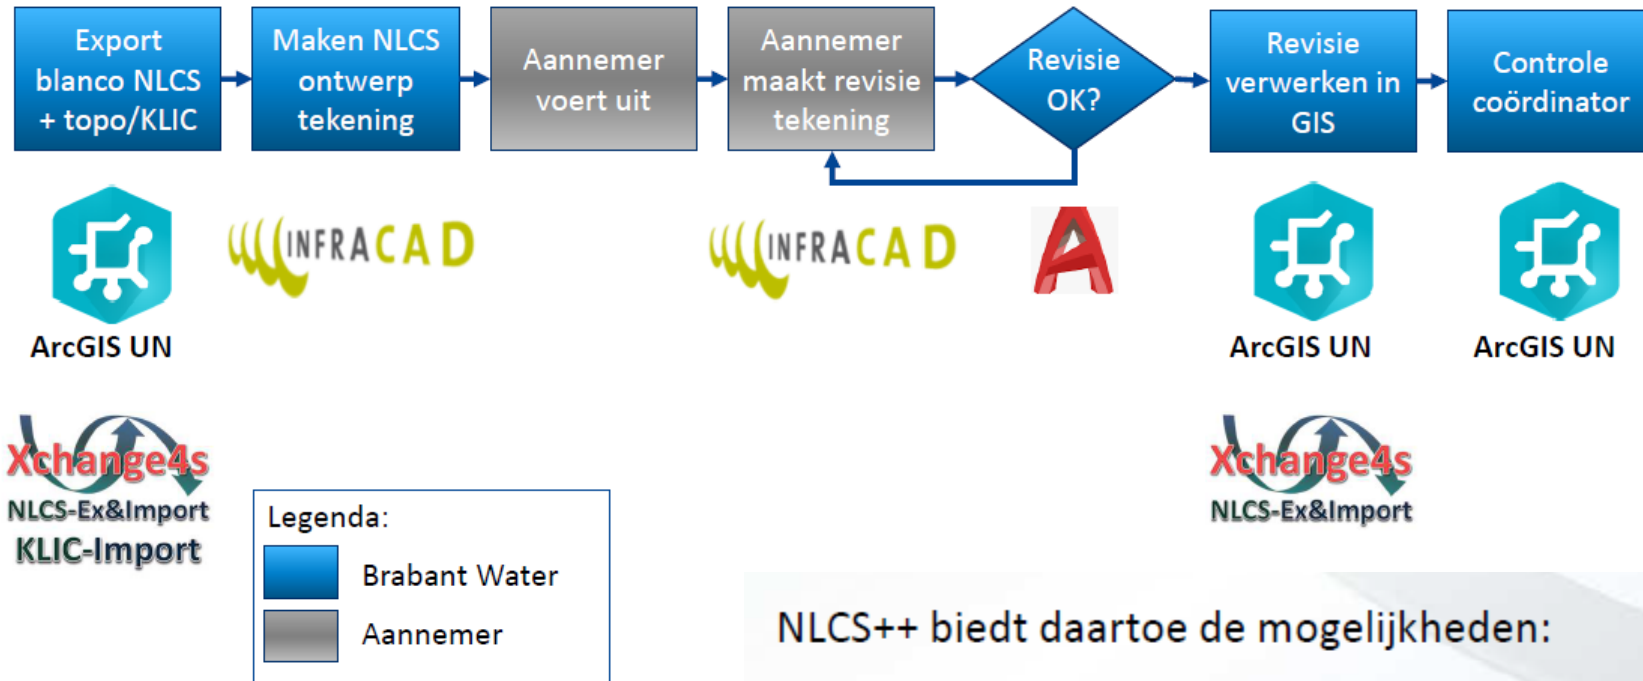 Export
blanco NLCS
+ topo/KLIC
Maken NLCS
ontwerp
tekening
Aannemer
voert uit
Aannemer
maakt revisie
tekening
Revisie
OK?
Revisie
verwerken in
GIS
Controle
coördinator
INFRACAD
INFRACAD
ArcGIS UN
ArcGIS UN
ArcGIS UN
Xchange4s
NLCS-Ex&Import
KLIC-Import
Xchange4s
NLCS-Ex&Import
Legenda:
Brabant Water
Aannemer
NLCS++ biedt daartoe de mogelijkheden: